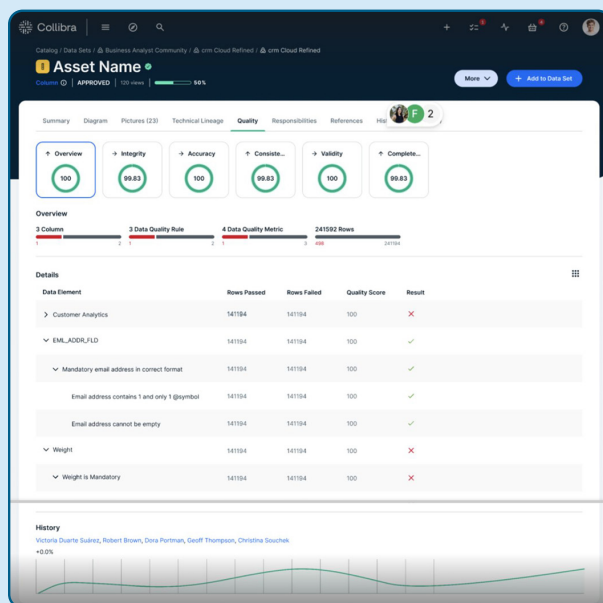 Collibra
Catalog / Data Sets / Business Analyst Community / crm Cloud Refined / crm Cloud Refined
Asset Name
Column | APPROVED | 120 views | 50%
More + Add to Data Set
Summary Diagram Pictures (23) Technical Lineage Quality Responsibilities References His F 2
↑ Overview → Integrity → Accuracy ↑ Consiste... → Validity ↑ Complete...
100 99.83 100 99.83 100 99.83
Overview
3 Column 3 Data Quality Rule 4 Data Quality Metric 241592 Rows
1 2 1 2 1 3 498 241194
Details
Data Element Rows Passed Rows Failed Quality Score Result
Customer Analytics 141194 141194 100
EML_ADDR_FLD 141194 141194 100
Mandatory email address in correct format 141194 141194 100
Email address contains 1 and only 1 @symbol 141194 141194 100
Email address cannot be empty 141194 141194 100
Weight 141194 141194 100
Weight is Mandatory 141194 141194 100
History
Victoria Duarte Suárez, Robert Brown, Dora Portman, Geoff Thompson, Christina Souchek
+0.0%